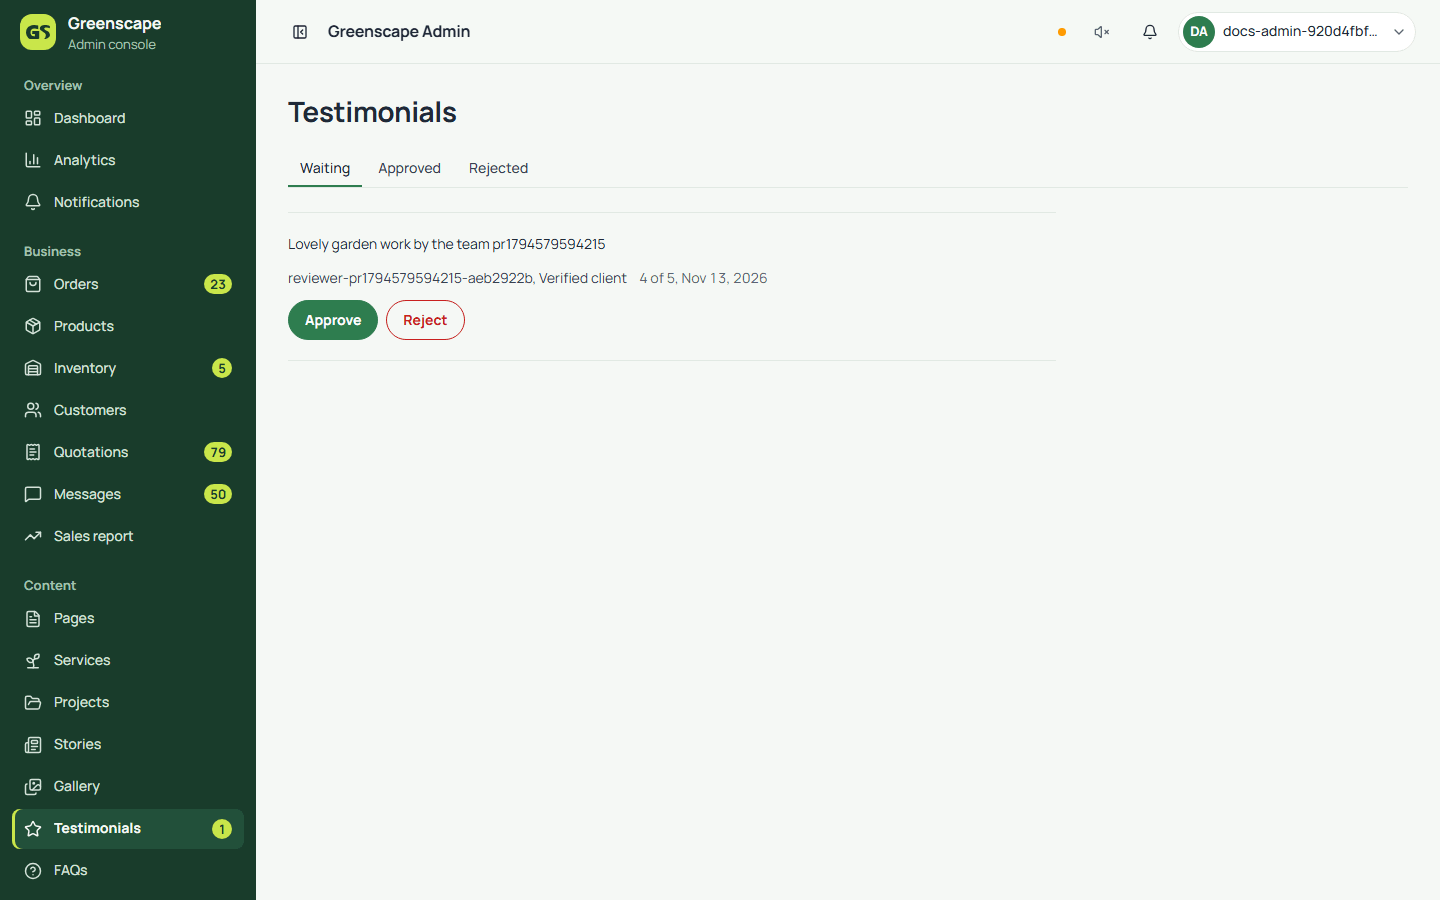 GS
Greenscape
Admin console
Overview
Dashboard
Analytics
Notifications
Business
Orders 23
Products
Inventory 5
Customers
Quotations 79
Messages 50
Sales report
Content
Pages
Services
Projects
Stories
Gallery
Testimonials 1
FAQs
Greenscape Admin
DA docs-admin-920d4fbf...
Testimonials
Waiting Approved Rejected
Lovely garden work by the team pr1794579594215
reviewer-pr1794579594215-aeb2922b, Verified client 4 of 5, Nov 13, 2026
Approve Reject